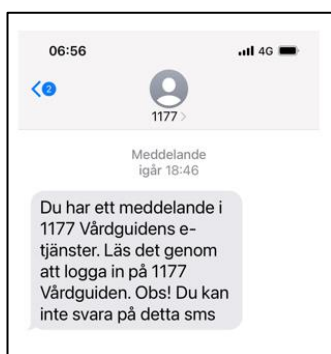 06:56
4G
2
1177
Meddelande
igår 18:46
Du har ett meddelande i
1177 Vårdguidens e-
tjänster. Läs det genom
att logga in på 1177
Vårdguiden. Obs! Du kan
inte svara på detta sms